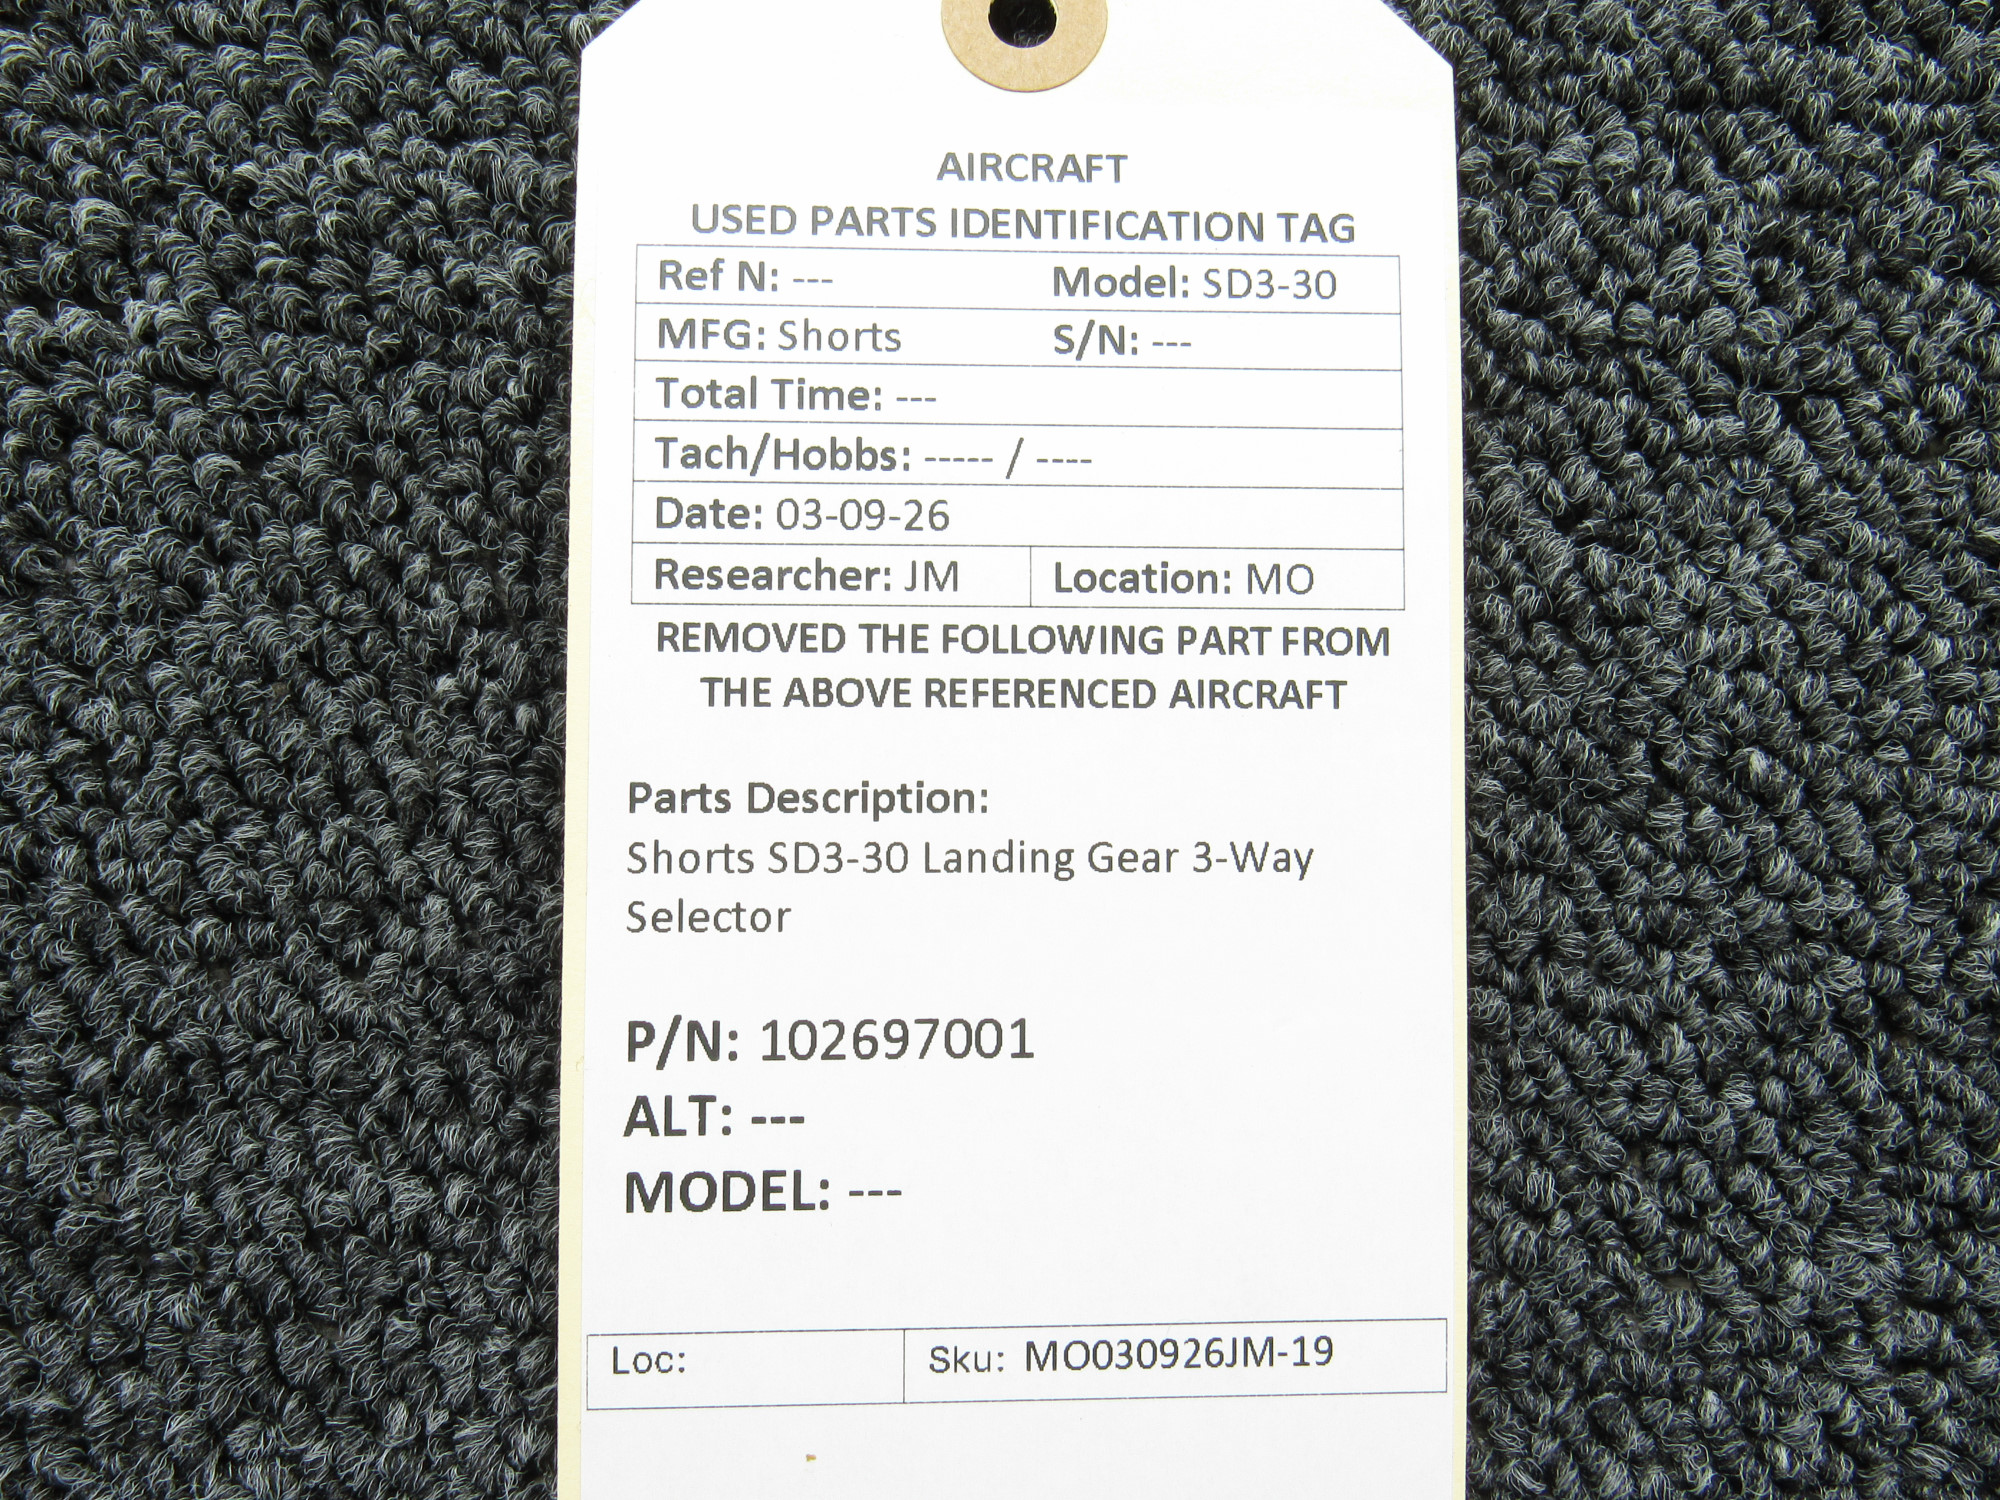 AIRCRAFT
USED PARTS IDENTIFICATION TAG
Ref N: --- Model: SD3-30
MFG: Shorts S/N: ---
Total Time: ---
Tach/Hobbs: ----- / ----
Date: 03-09-26
Researcher: JM Location: MO
REMOVED THE FOLLOWING PART FROM
THE ABOVE REFERENCED AIRCRAFT
Parts Description:
Shorts SD3-30 Landing Gear 3-Way
Selector
P/N: 102697001
ALT: ---
MODEL: ---
Loc: Sku: MO030926JM-19